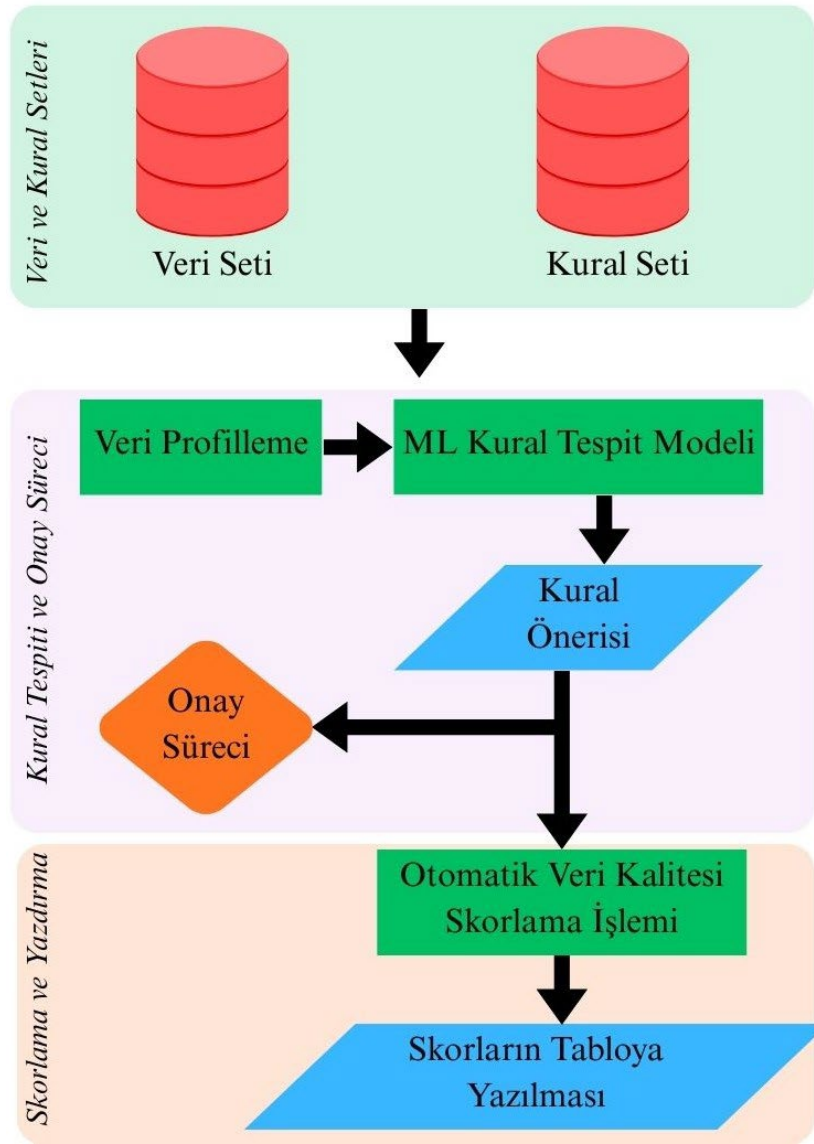 Veri ve Kural Setleri
Veri Seti
Kural Seti
Kural Tespiti ve Onay Süreci
Veri Profilleme
ML Kural Tespit Modeli
Kural
Önerisi
Onay
Süreci
Skorlama ve Yazdırma
Otomatik Veri Kalitesi
Skorlama İşlemi
Skorların Tabloya
Yazılması